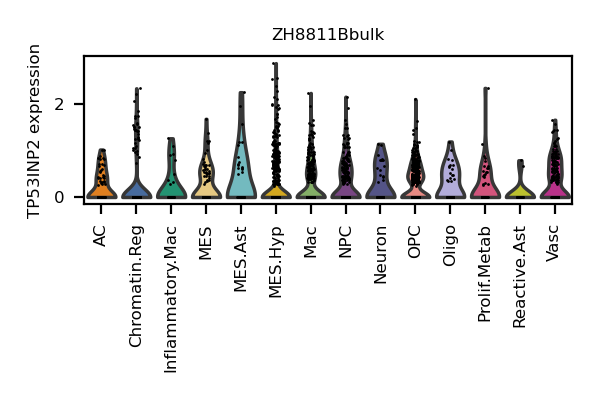 ZH8811Bbulk
TP53INP2 expression
2
0
AC
Chromatin.Reg
Inflammatory.Mac
MES
MES.Ast
MES.Hyp
Mac
NPC
Neuron
OPC
Oligo
Prolif.Metab
Reactive.Ast
Vasc